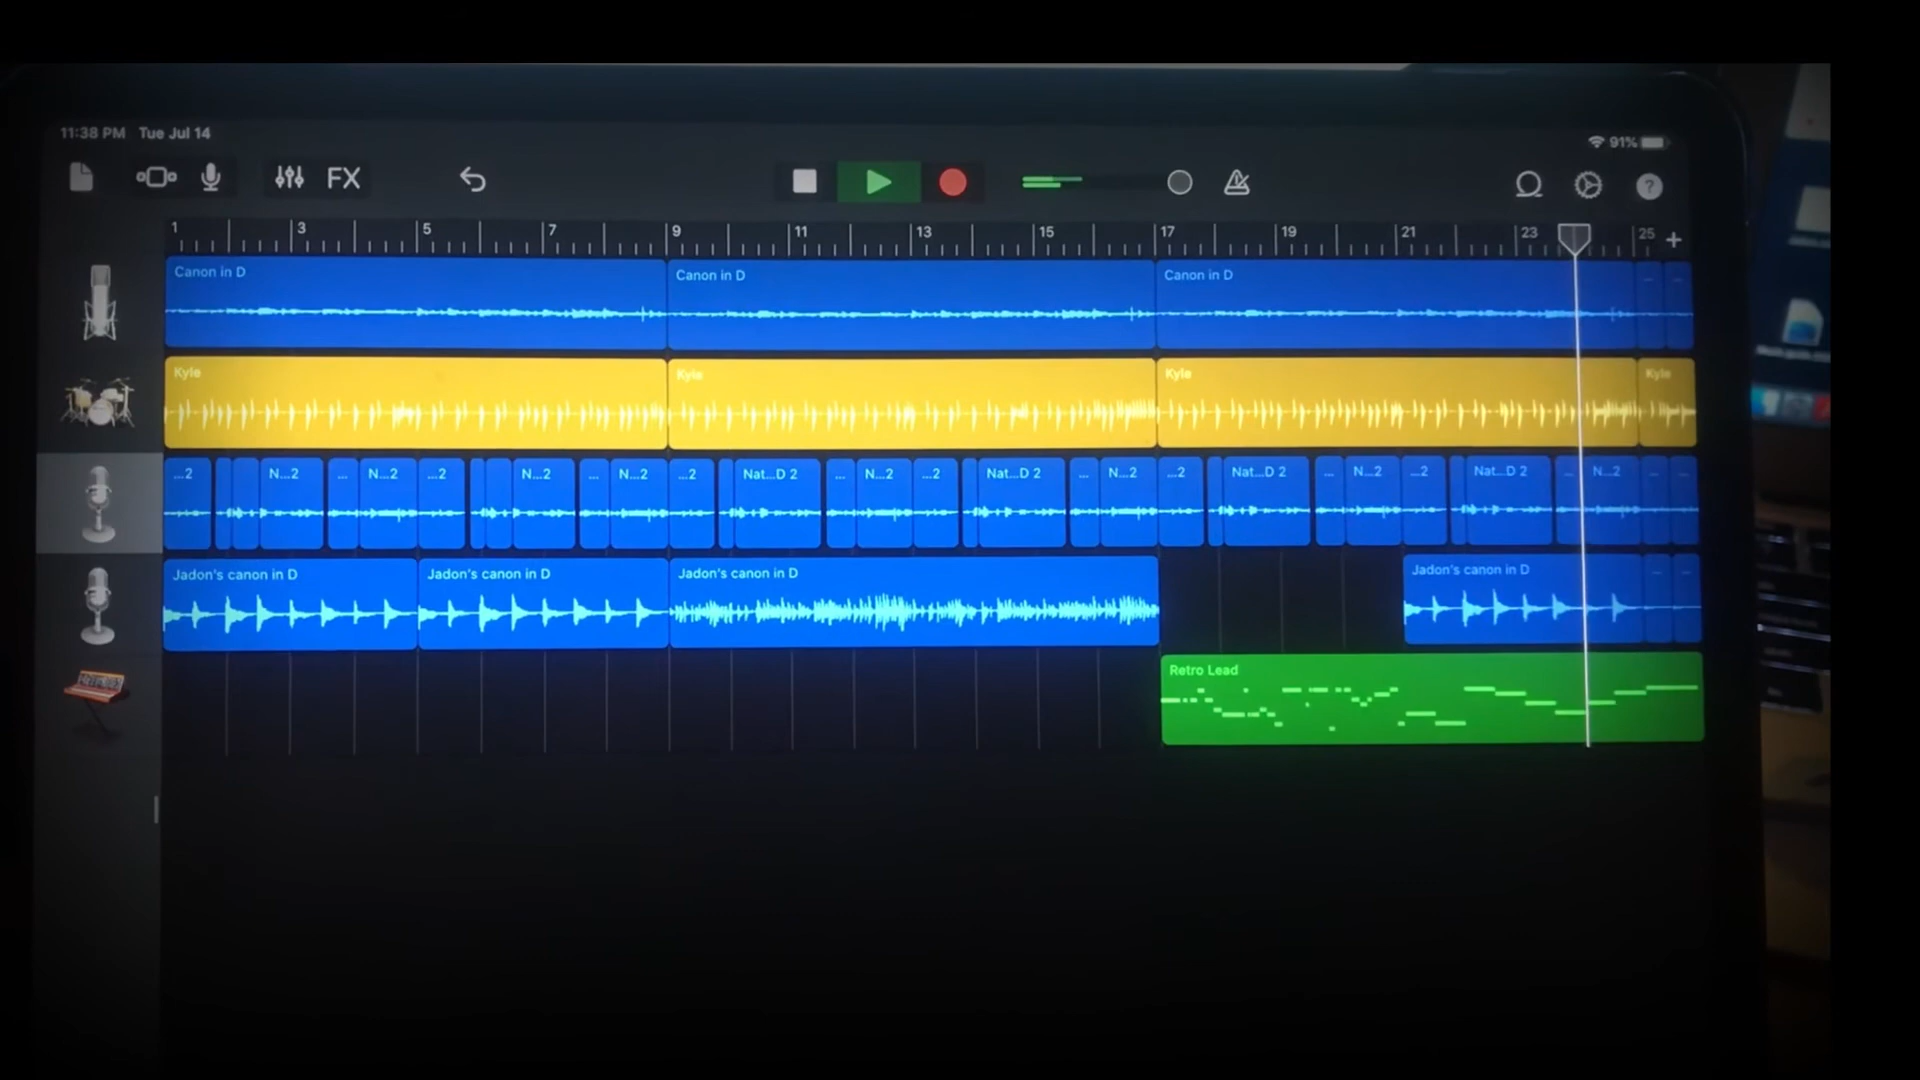 11:38 PM Tue Jul 14
91%
FX
?
1 3 5 7 9 11 13 15 17 19 21 23 25 +
Canon in D Canon in D Canon in D
Kyle Kyle Kyle Kyle
...2 N...2 ... N...2 ...2 N...2 ... N...2 ...2 Nat...D 2 ... N...2 ...2 Nat...D 2 ... N...2 ...2 Nat...D 2 ... N...2 ...2 Nat...D 2 ... N...2
Jadon's canon in D Jadon's canon in D Jadon's canon in D Jadon's canon in D
Retro Lead